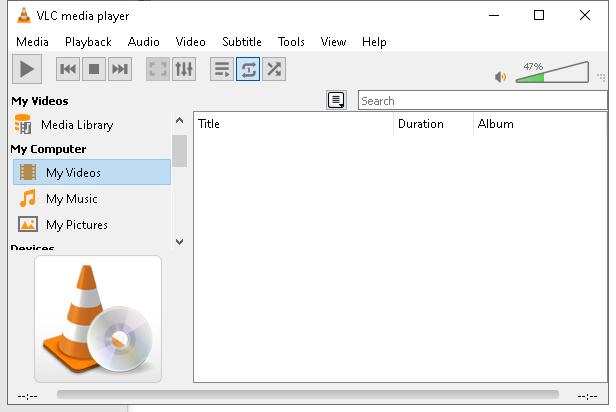 VLC media player
Media Playback Audio Video Subtitle Tools View Help
47%
My Videos
Search
Media Library
Title Duration Album
My Computer
My Videos
My Music
My Pictures
Devices
--:-- --:--